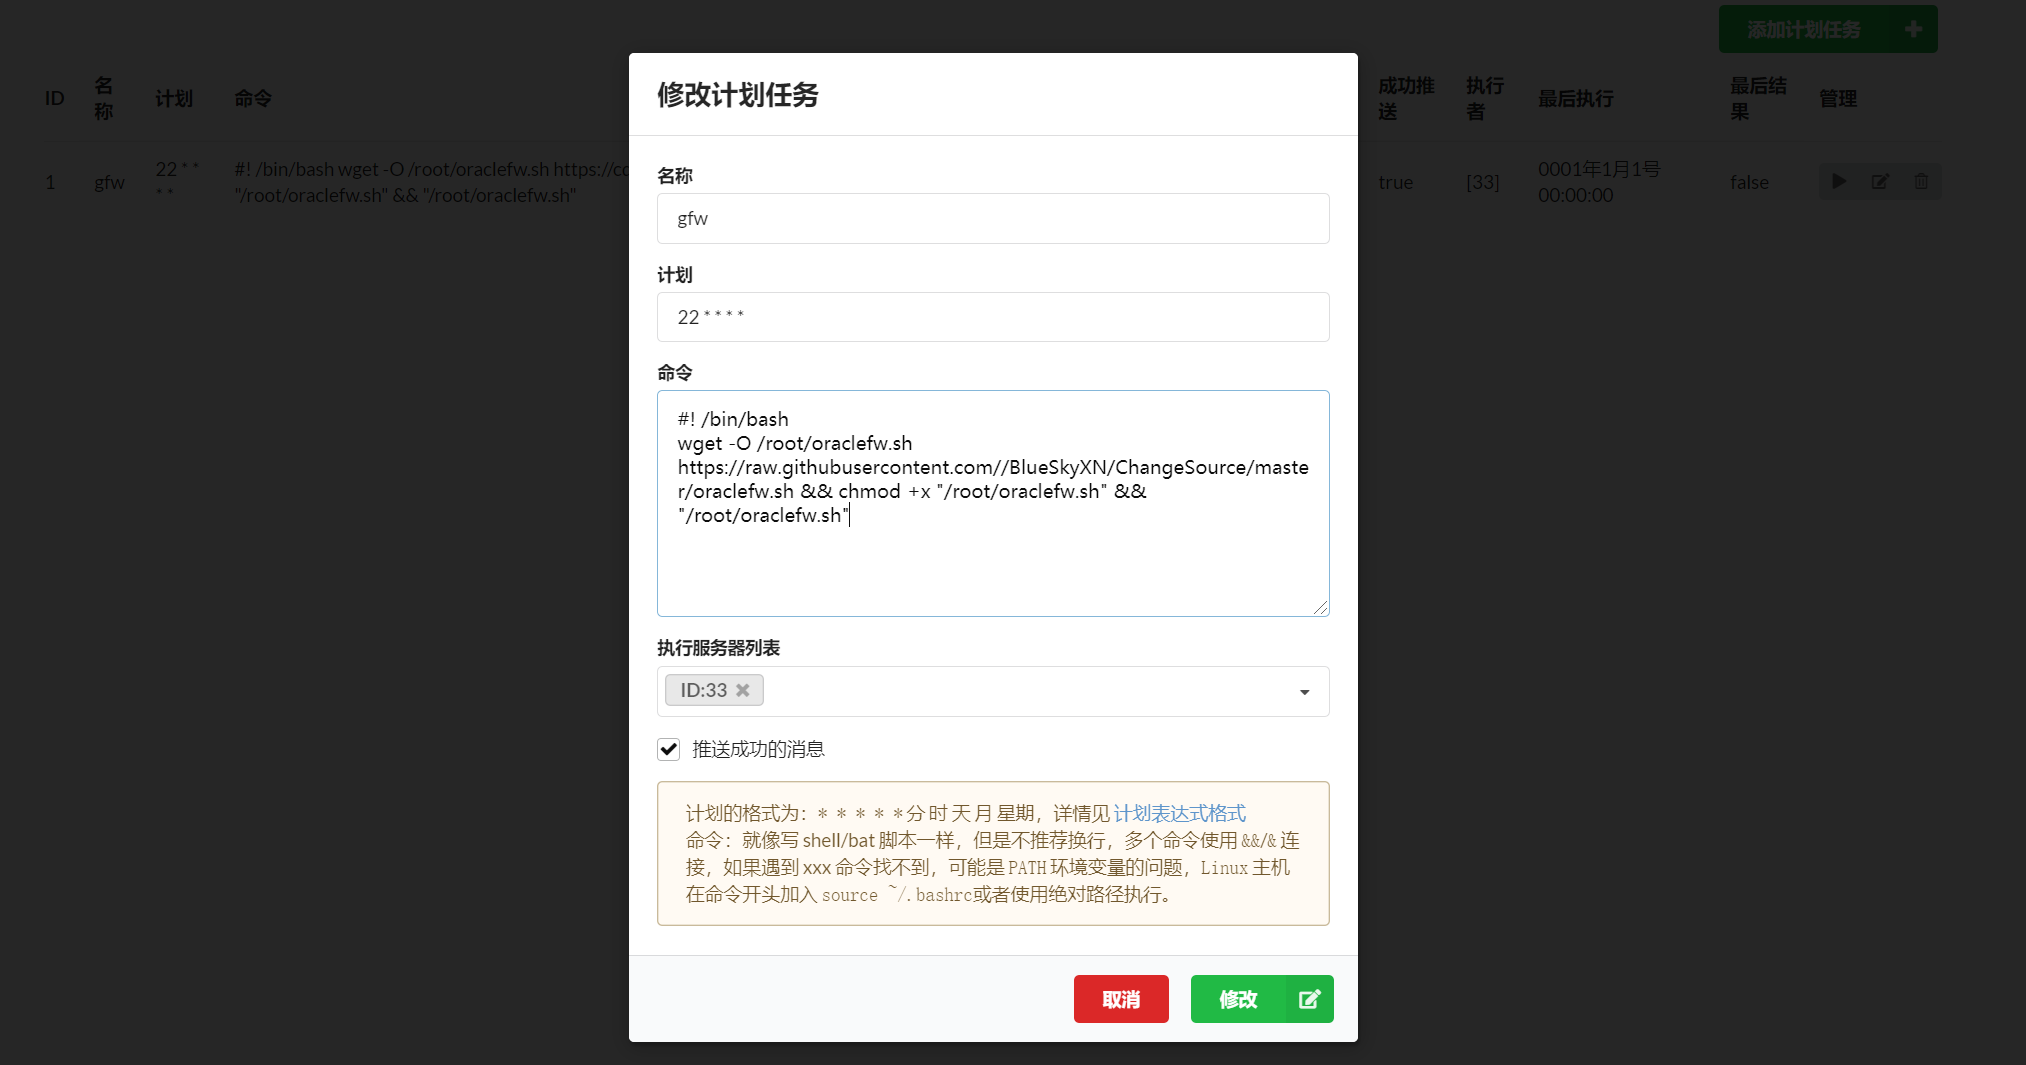 添加计划任务
ID 名称 计划 命令 成功推送 执行者 最后执行 最后结果 管理
1 gfw 22 * * * * #! /bin/bash wget -O /root/oraclefw.sh https://cc "/root/oraclefw.sh" && "/root/oraclefw.sh" true [33] 0001年1月1号 00:00:00 false
修改计划任务
名称
gfw
计划
22 * * * *
命令
#! /bin/bash
wget -O /root/oraclefw.sh
https://raw.githubusercontent.com//BlueSkyXN/ChangeSource/maste
r/oraclefw.sh && chmod +x "/root/oraclefw.sh" &&
"/root/oraclefw.sh"
执行服务器列表
ID:33
推送成功的消息
计划的格式为：* * * * *分 时 天 月 星期，详情见 计划表达式格式
命令：就像写 shell/bat 脚本一样，但是不推荐换行，多个命令使用 &&/& 连
接，如果遇到 xxx 命令找不到，可能是 PATH 环境变量的问题，Linux 主机
在命令开头加入 source ~/.bashrc或者使用绝对路径执行。
取消
修改